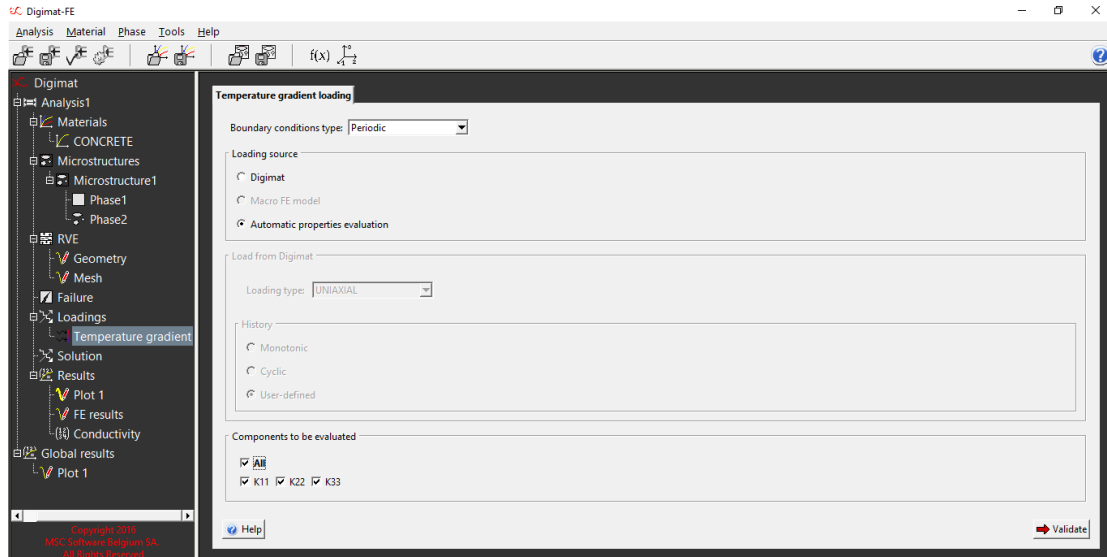 Digimat-FE
Analysis Material Phase Tools Help
f(x)
Digimat
Analysis1
Materials
CONCRETE
Microstructures
Microstructure1
Phase1
Phase2
RVE
Geometry
Mesh
Failure
Loadings
Temperature gradient
Solution
Results
Plot 1
FE results
Conductivity
Global results
Plot 1
Copyright 2016
MSC Software Belgium SA.
All Rights Reserved
Temperature gradient loading
Boundary conditions type: Periodic
Loading source
Digimat
Macro FE model
Automatic properties evaluation
Load from Digimat
Loading type: UNIAXIAL
History
Monotonic
Cyclic
User-defined
Components to be evaluated
All
K11 K22 K33
Help
Validate